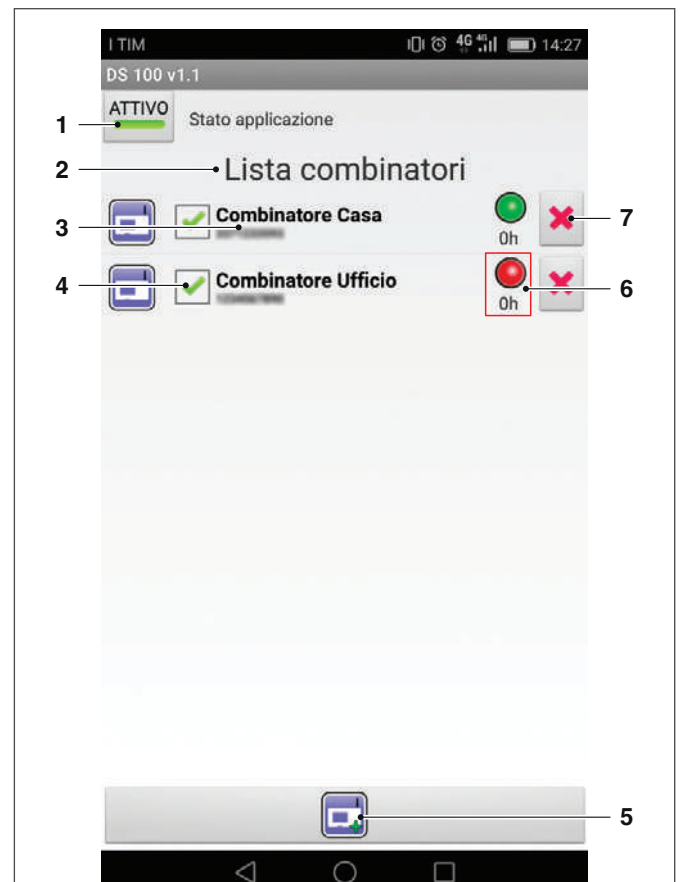 I TIM 4G 4G 14:27
DS 100 v1.1
ATTIVO
1 Stato applicazione
2 Lista combinatori
3 Combinatore Casa 0h 7
4 Combinatore Ufficio 0h 6
5